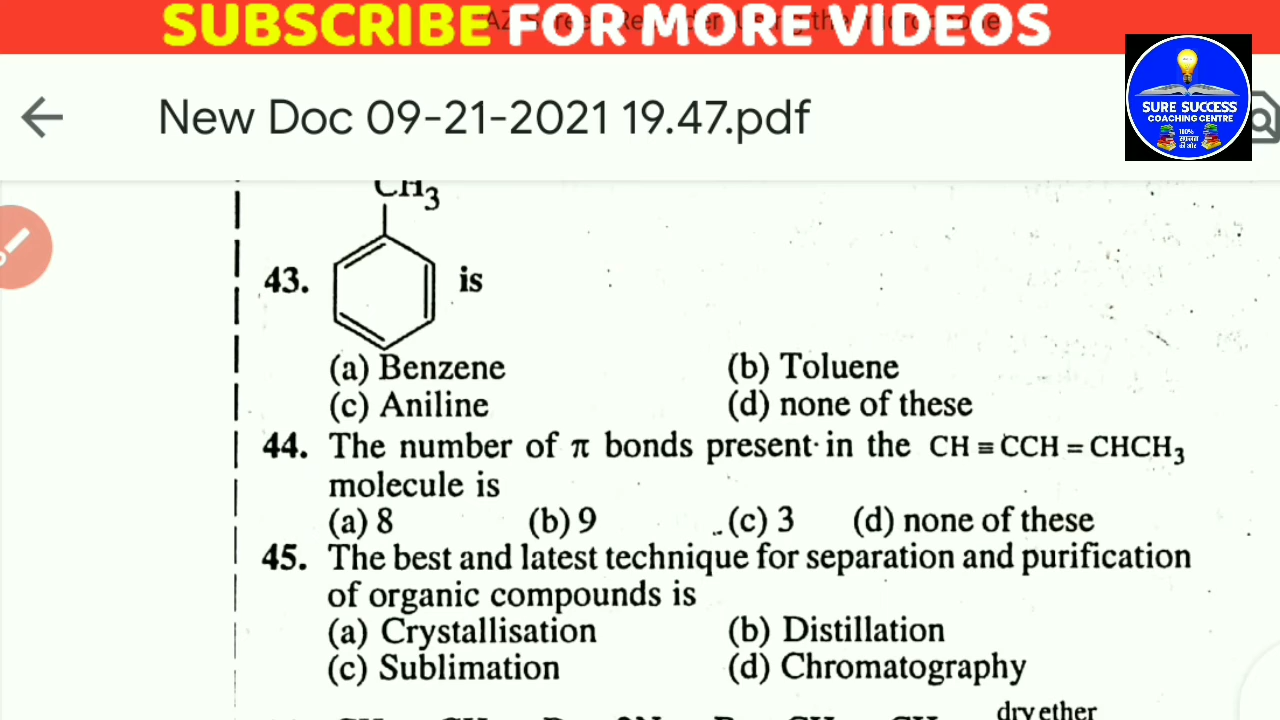 SUBSCRIBE FOR MORE VIDEOS
New Doc 09-21-2021 19.47.pdf
SURE SUCCESS
COACHING CENTRE
100%
CH3
43. is
(a) Benzene (b) Toluene
(c) Aniline (d) none of these
44. The number of π bonds present in the CH ≡ CCH = CHCH3
molecule is
(a) 8 (b) 9 (c) 3 (d) none of these
45. The best and latest technique for separation and purification
of organic compounds is
(a) Crystallisation (b) Distillation
(c) Sublimation (d) Chromatography
dry ether